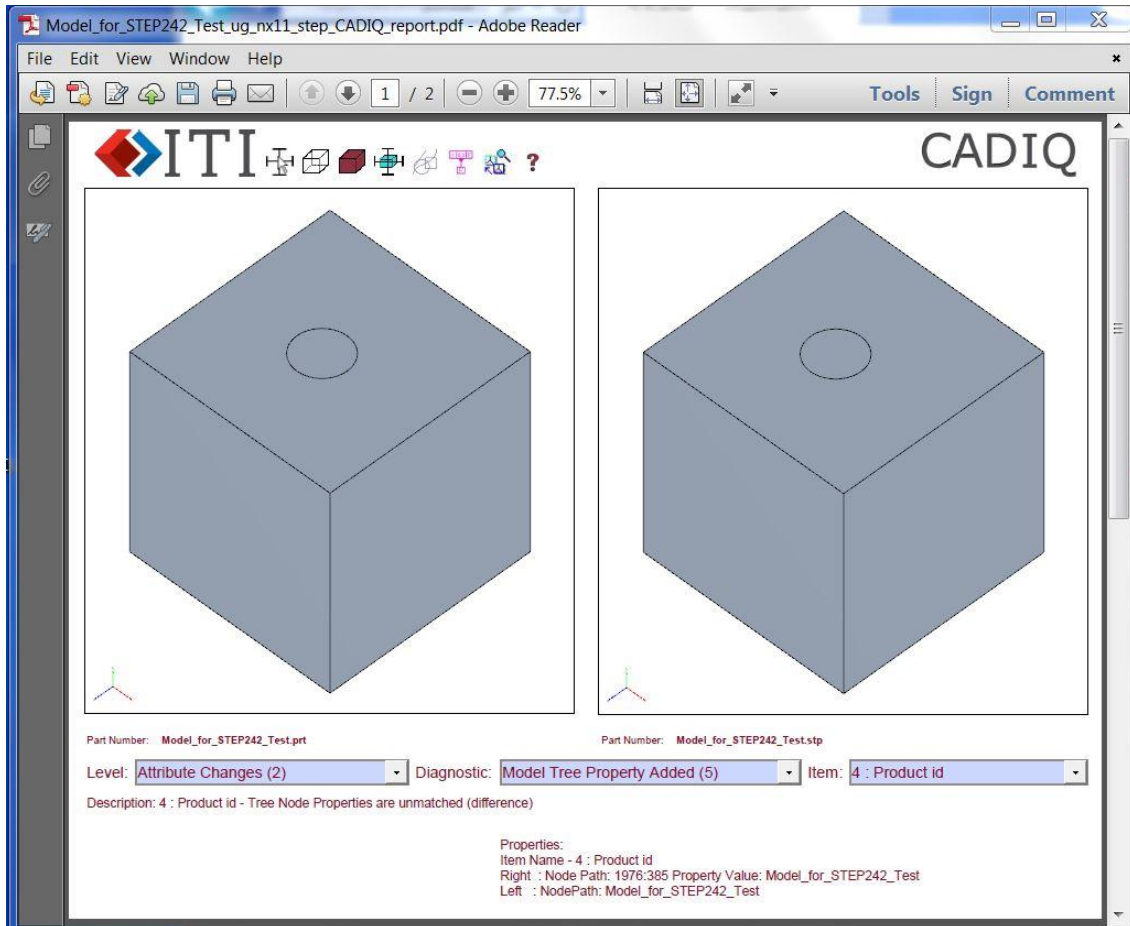 Model_for_STEP242_Test_ug_nx11_step_CADIQ_report.pdf - Adobe Reader
File Edit View Window Help
1 / 2 77.5% Tools Sign Comment
ITI ? CADIQ
Part Number: Model_for_STEP242_Test.prt Part Number: Model_for_STEP242_Test.stp
Level: Attribute Changes (2) Diagnostic: Model Tree Property Added (5) Item: 4 : Product id
Description: 4 : Product id - Tree Node Properties are unmatched (difference)
Properties:
Item Name - 4 : Product id
Right : Node Path: 1976:385 Property Value: Model_for_STEP242_Test
Left : NodePath: Model_for_STEP242_Test